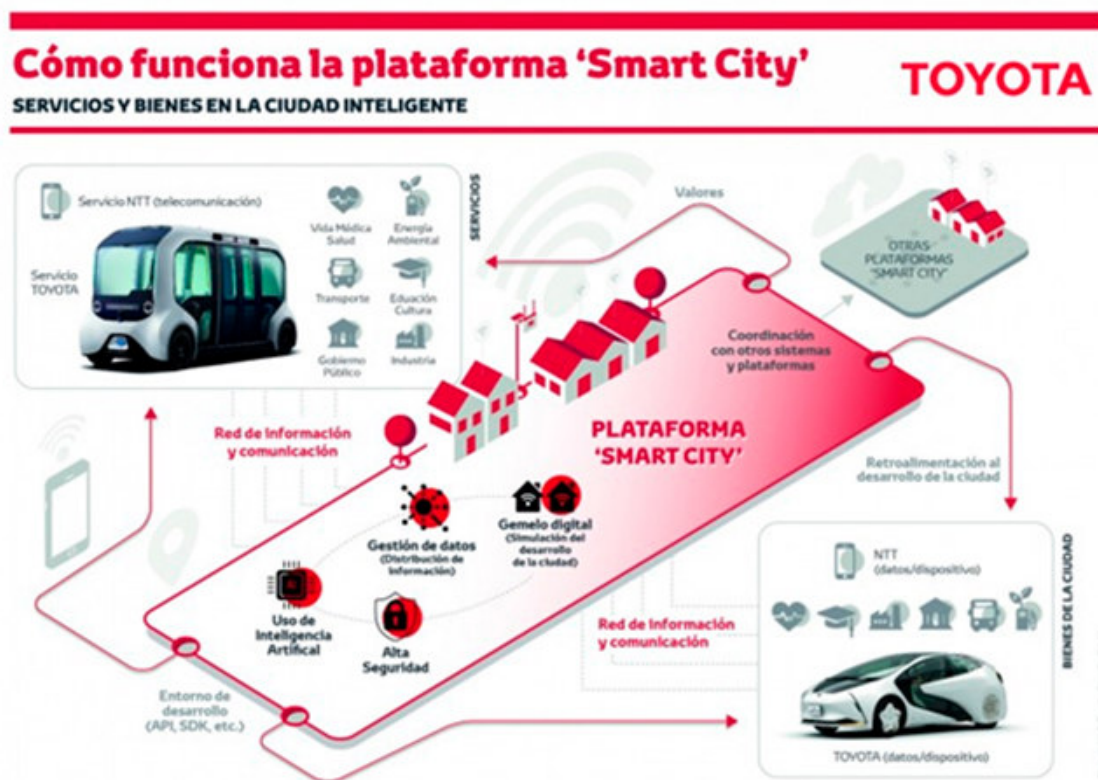 Cómo funciona la plataforma ‘Smart City’
TOYOTA
SERVICIOS Y BIENES EN LA CIUDAD INTELIGENTE
Servicio NTT (telecomunicación)
Servicio
TOYOTA
Vida Médica
Salud
Energía
Ambiental
Transporte
Eduación
Cultura
Gobierno
Público
Industria
SERVICIOS
Valores
OTRAS
PLATAFORMAS
‘SMART CITY’
Coordinación
con otros sistemas
y plataformas
Red de información
y comunicación
PLATAFORMA
‘SMART CITY’
Retroalimentación al
desarrollo de la ciudad
Gestión de datos
(Distribución de
información)
Gemelo digital
(Simulación del
desarrollo
de la ciudad)
Uso de
Inteligencia
Artifical
Alta
Seguridad
Red de información
y comunicación
Entorno de
desarrollo
(API, SDK, etc.)
NTT
(datos/dispositivo)
TOYOTA (datos/dispositivo)
BIENES DE LA CIUDAD